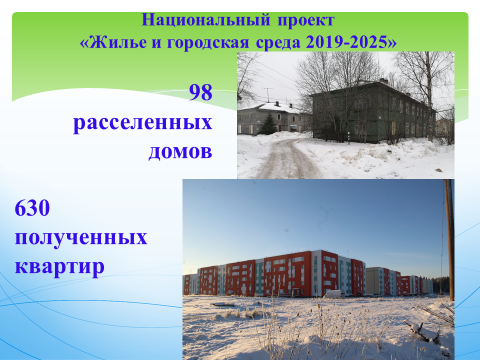 Национальный проект
«Жилье и городская среда 2019-2025»
98
расселенных
домов
630
полученных
квартир